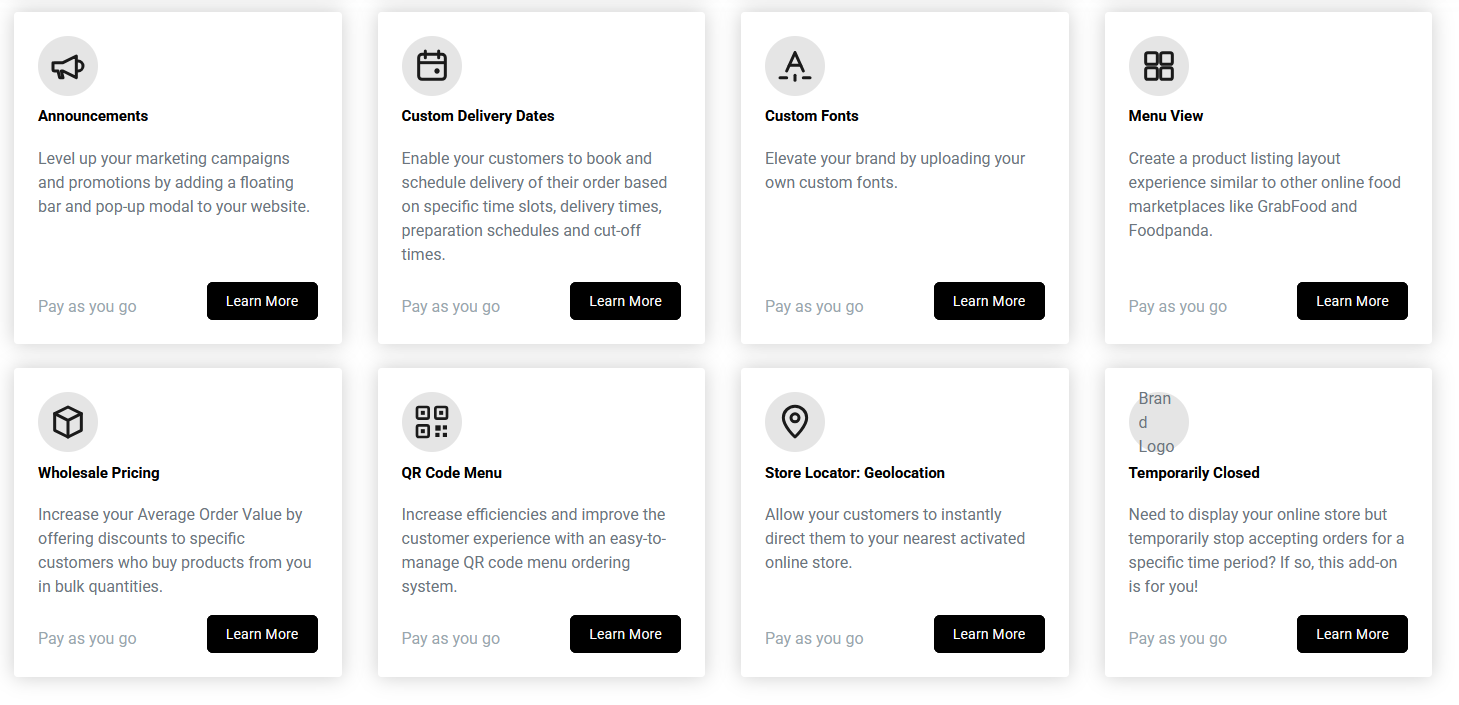 Announcements
Level up your marketing campaigns
and promotions by adding a floating
bar and pop-up modal to your website.
Pay as you go
Learn More
Custom Delivery Dates
Enable your customers to book and
schedule delivery of their order based
on specific time slots, delivery times,
preparation schedules and cut-off
times.
Pay as you go
Learn More
Custom Fonts
Elevate your brand by uploading your
own custom fonts.
Pay as you go
Learn More
Menu View
Create a product listing layout
experience similar to other online food
marketplaces like GrabFood and
Foodpanda.
Pay as you go
Learn More
Wholesale Pricing
Increase your Average Order Value by
offering discounts to specific
customers who buy products from you
in bulk quantities.
Pay as you go
Learn More
QR Code Menu
Increase efficiencies and improve the
customer experience with an easy-to-
manage QR code menu ordering
system.
Pay as you go
Learn More
Store Locator: Geolocation
Allow your customers to instantly
direct them to your nearest activated
online store.
Pay as you go
Learn More
Bran
d
Logo
Temporarily Closed
Need to display your online store but
temporarily stop accepting orders for a
specific time period? If so, this add-on
is for you!
Pay as you go
Learn More